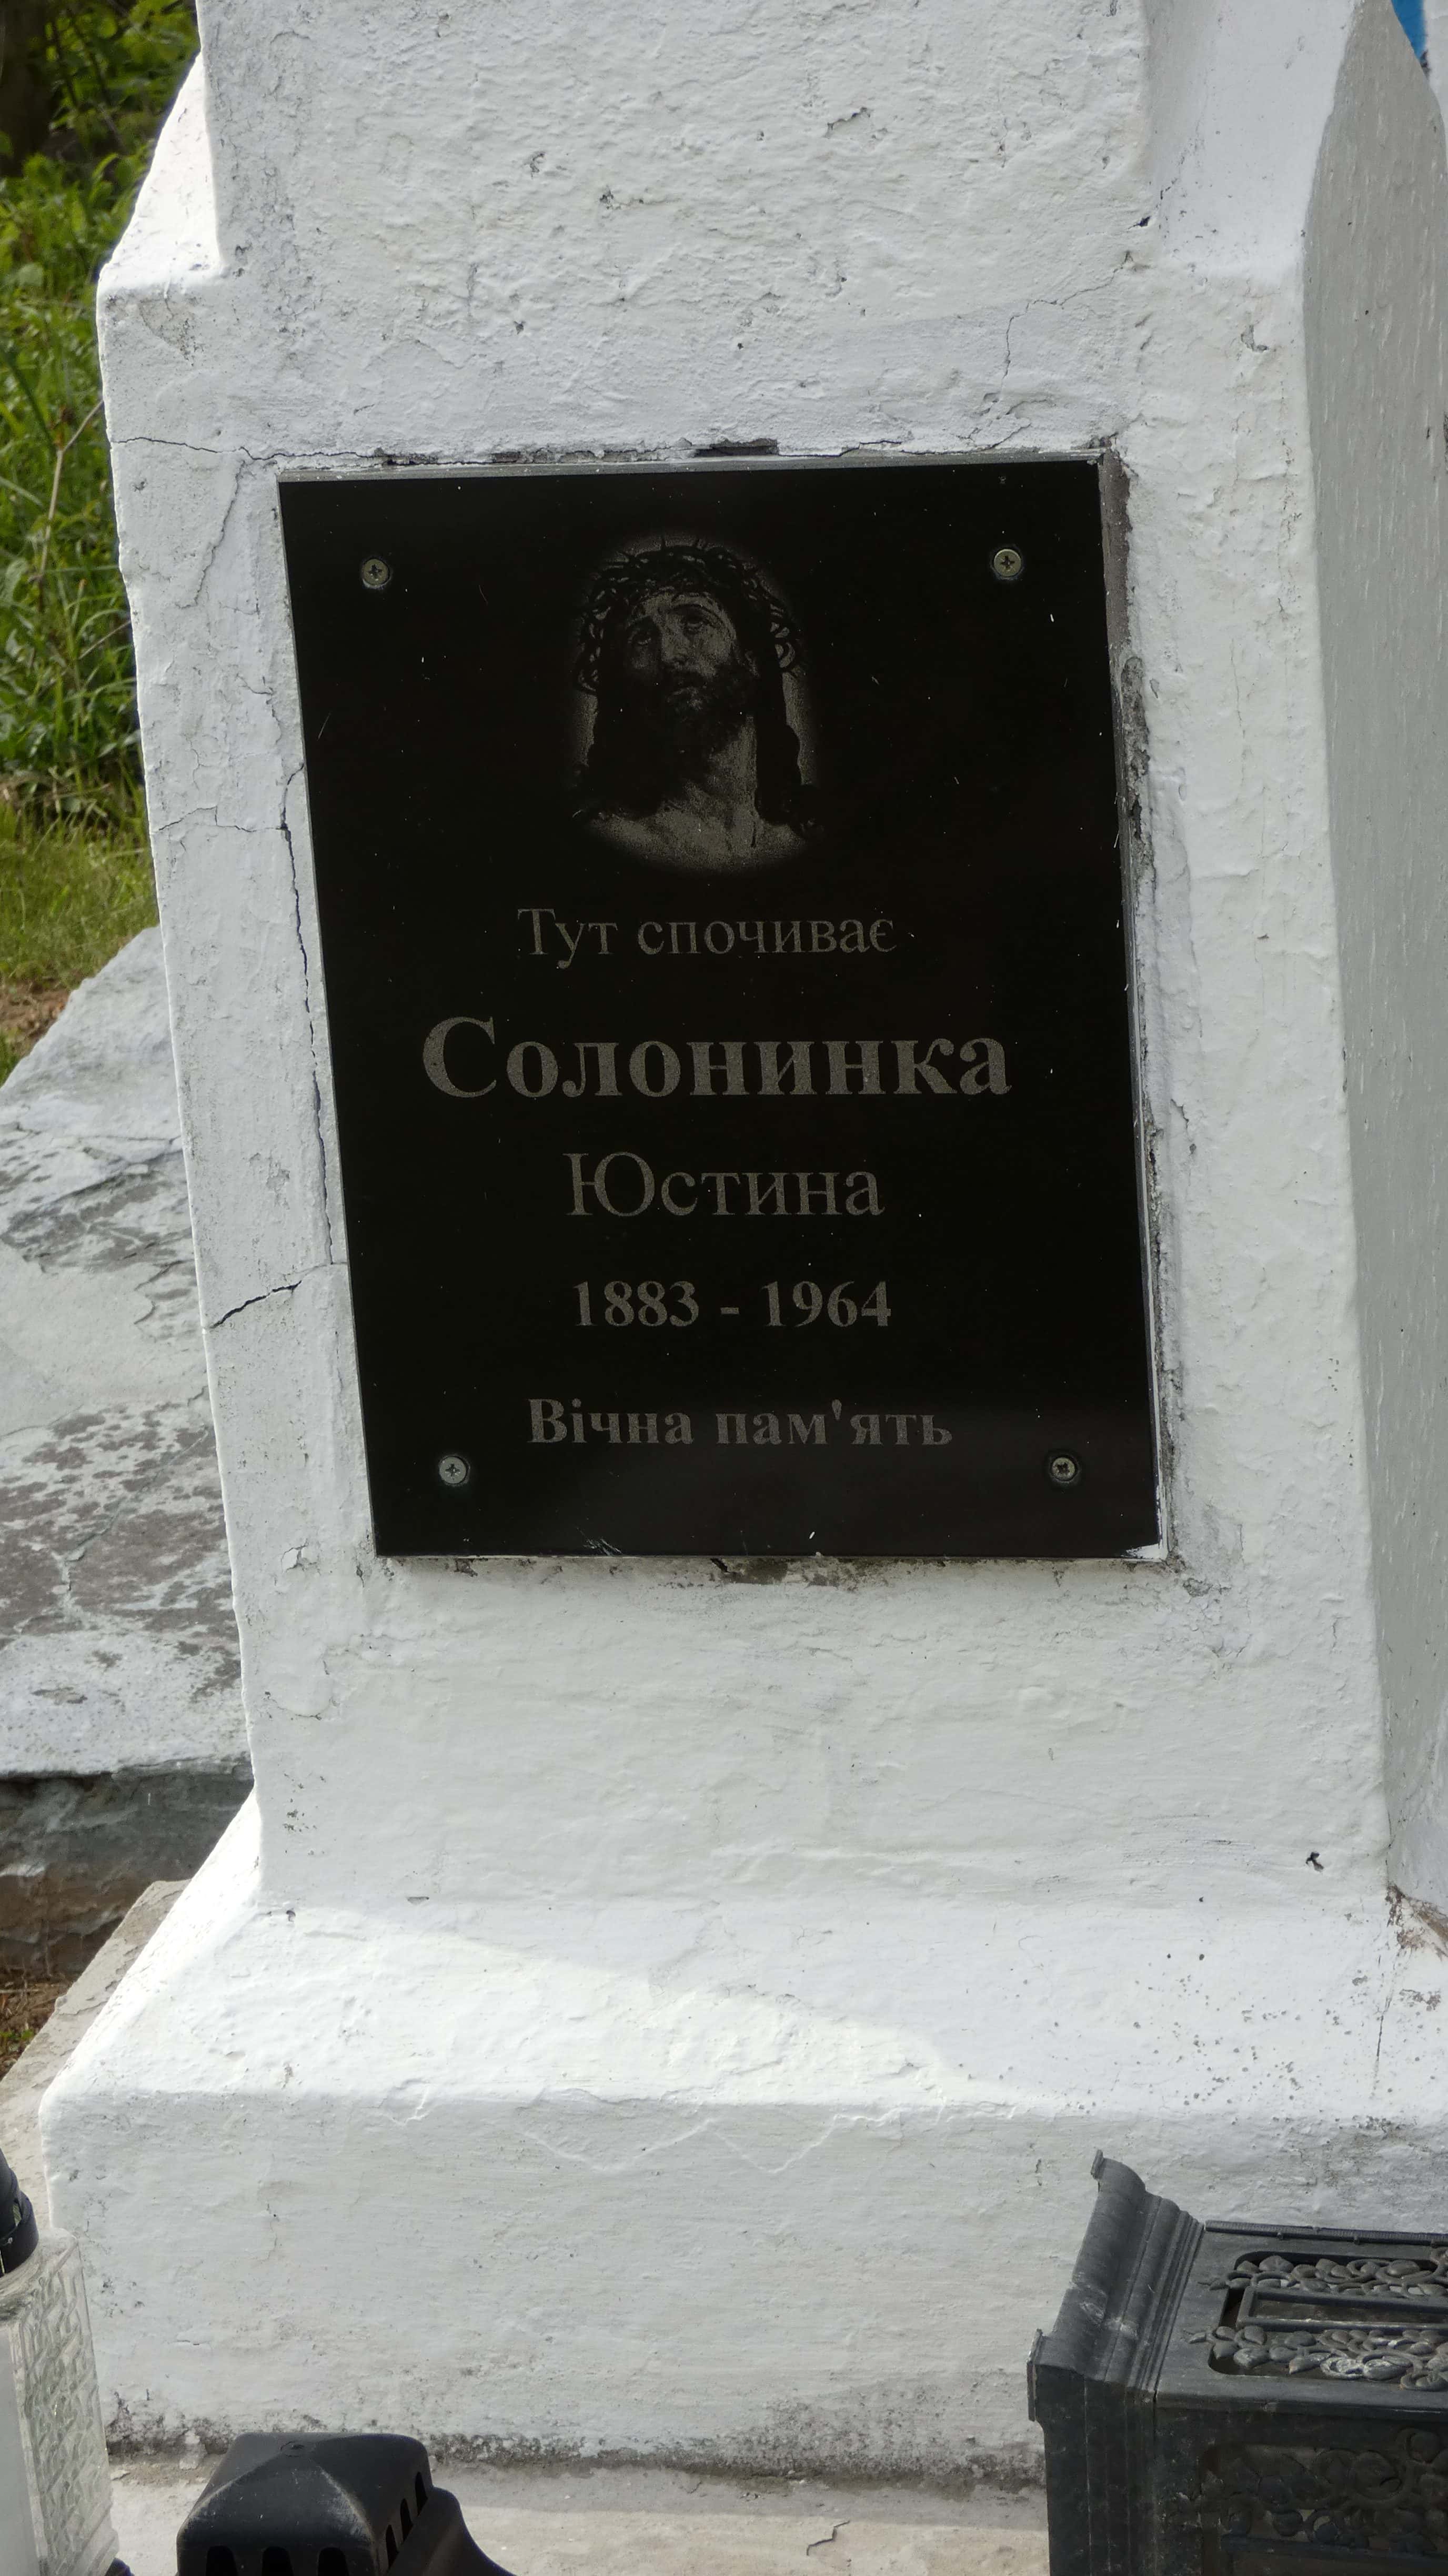 Тут спочиває
Солонинка
Юстина
1883 - 1964
Вічна пам'ять